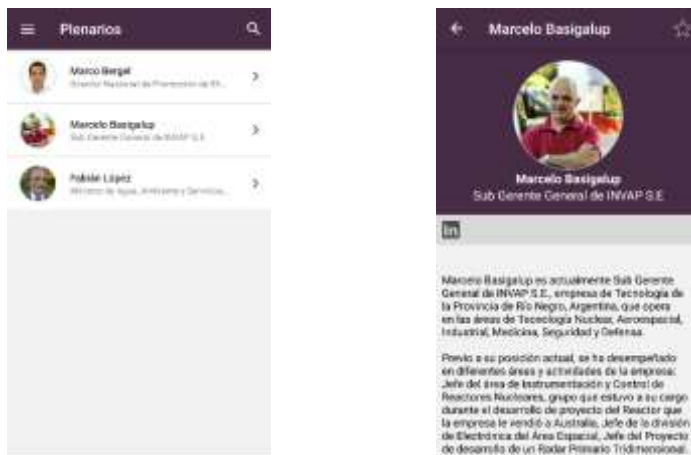 Plenarios
Marco Bergel
Director Nacional de Promoción de
Marcelo Basigalup
Sub Gerente General de INVAP S.E
Fabián López
Ministro de Agua, Ambiente y Servicios...
Marcelo Basigalup
Marcelo Basigalup
Sub Gerente General de INVAP S.E
in
Marcelo Basigalup es actualmente Sub Gerente
General de INVAP S.E., empresa de Tecnología de
la Provincia de Río Negro, Argentina, que opera
en las áreas de Tecnología Nuclear, Aeroespacial,
Industrial, Medicina, Seguridad y Defensa.
Previo a su posición actual, se ha desempeñado
en diferentes áreas y actividades de la empresa:
Jefe del área de Instrumentación y Control de
Reactores Nucleares, grupo que estuvo a su cargo
durante el desarrollo de proyecto del Reactor que
la empresa le vendió a Australia, Jefe de la división
de Electrónica del Área Espacial, Jefe del Proyecto
de desarrollo de un Radar Primario Tridimensional.